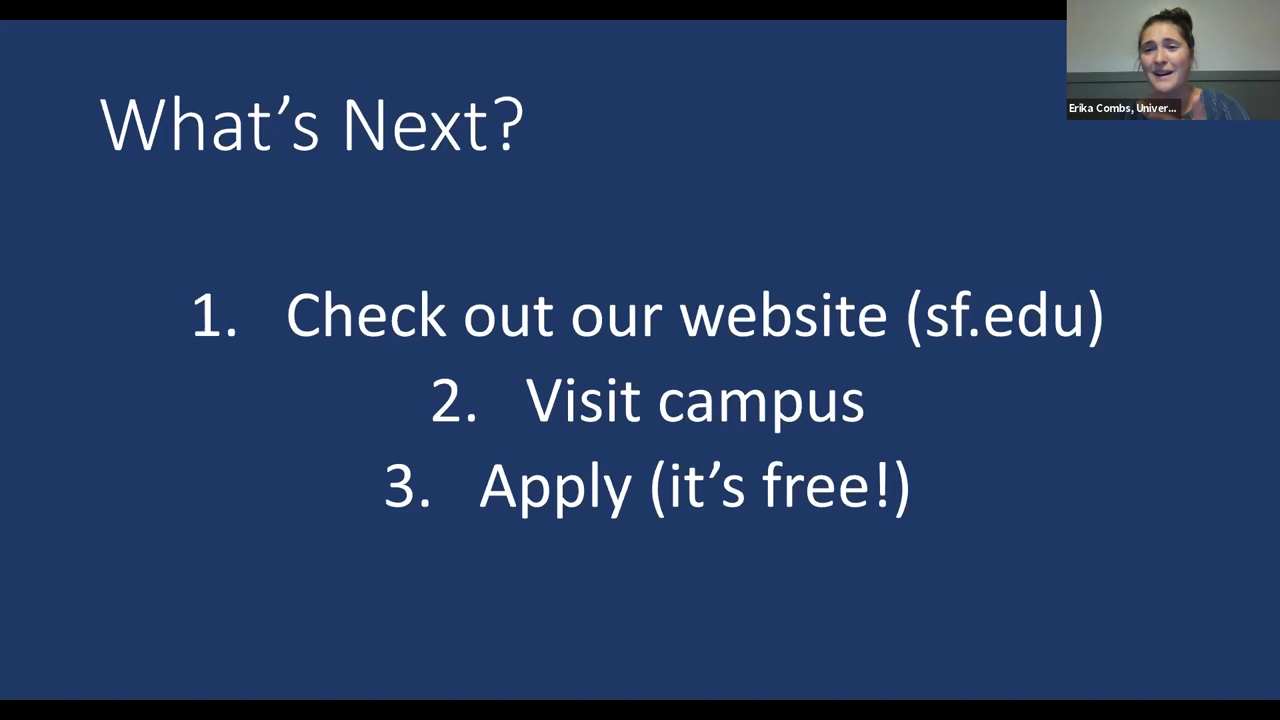 What’s Next?
Erika Combs, Univer...
1. Check out our website (sf.edu)
2. Visit campus
3. Apply (it’s free!)